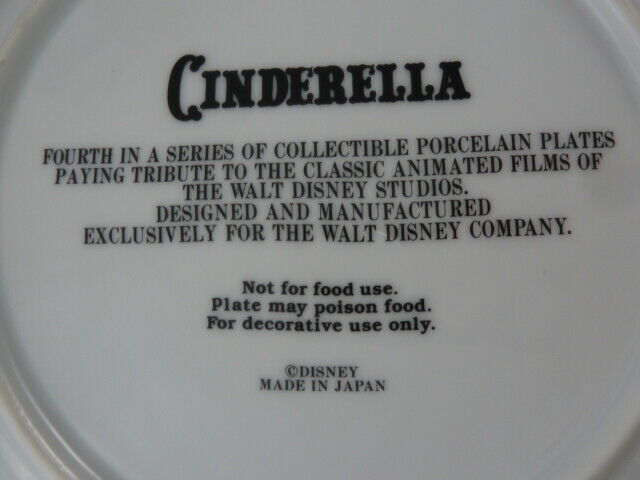 CINDERELLA
FOURTH IN A SERIES OF COLLECTIBLE PORCELAIN PLATES
PAYING TRIBUTE TO THE CLASSIC ANIMATED FILMS OF
THE WALT DISNEY STUDIOS.
DESIGNED AND MANUFACTURED
EXCLUSIVELY FOR THE WALT DISNEY COMPANY.
Not for food use.
Plate may poison food.
For decorative use only.
©DISNEY
MADE IN JAPAN